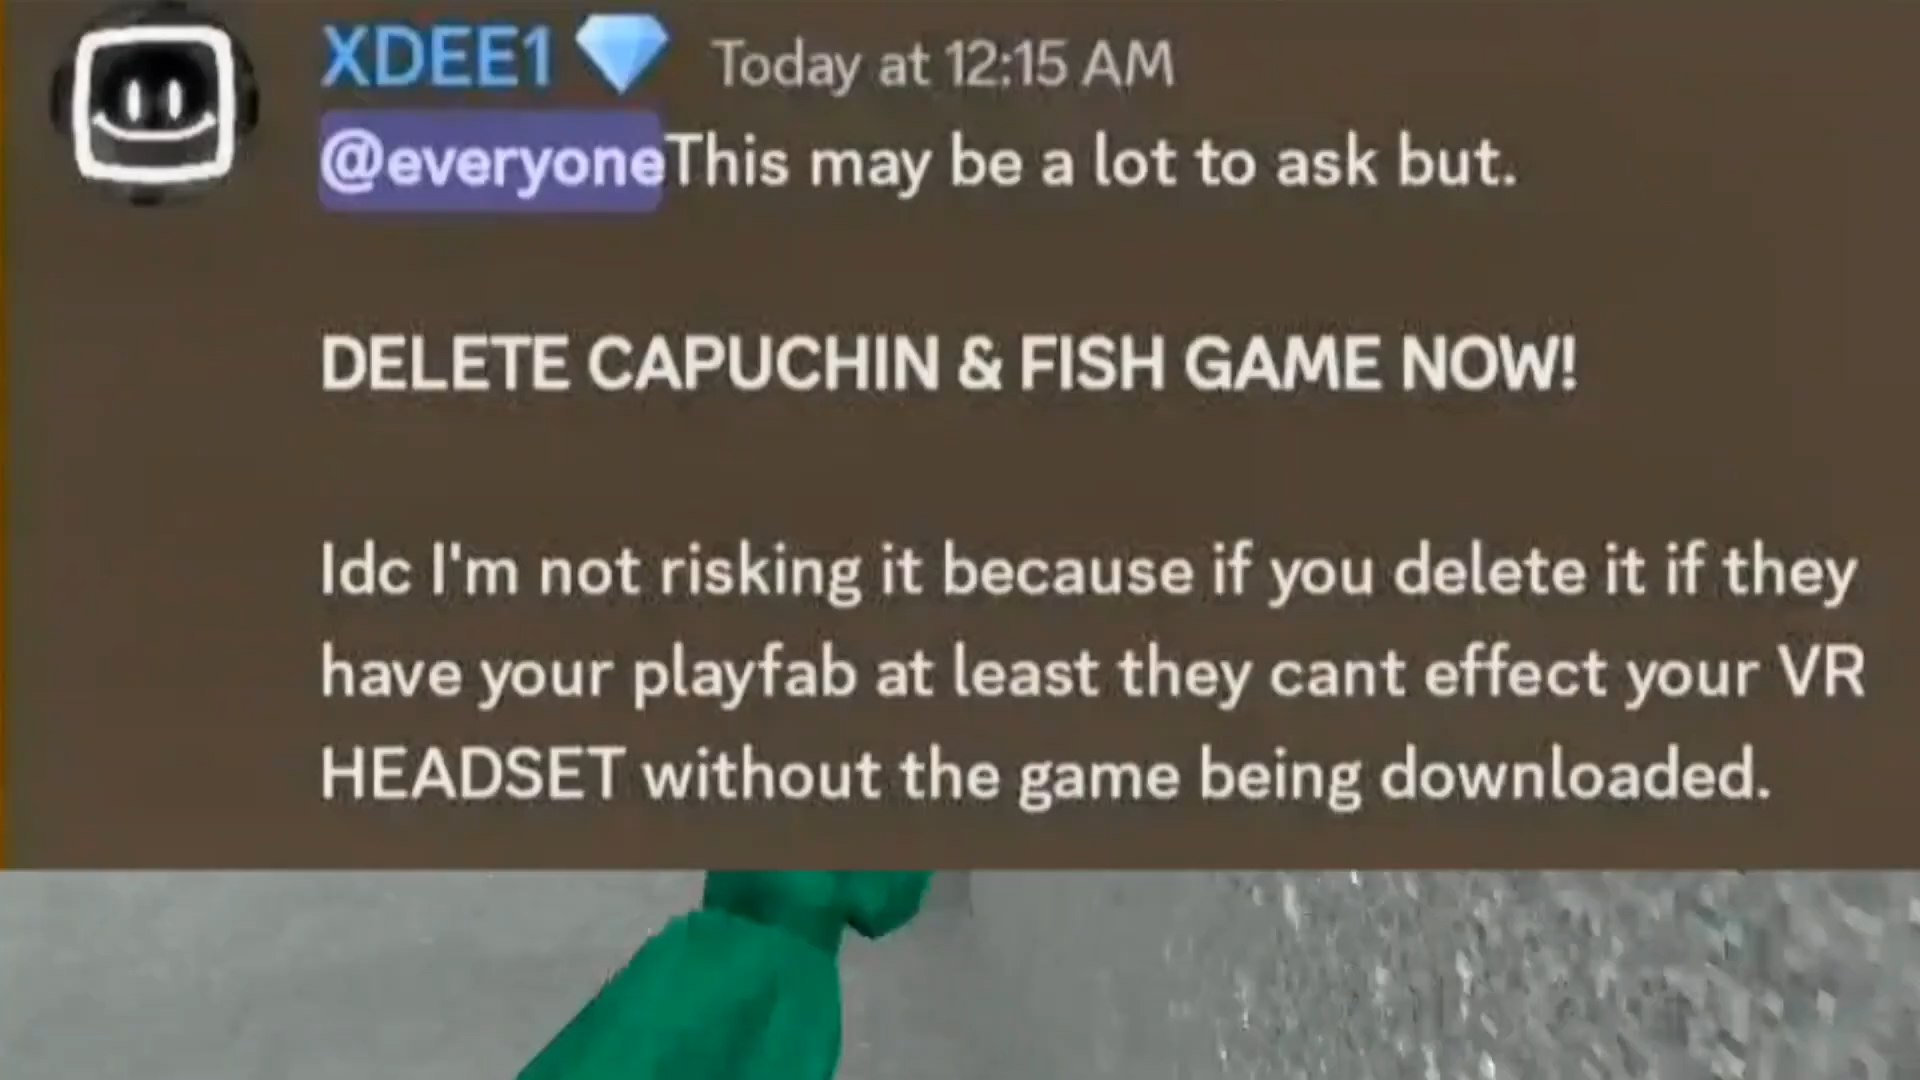 XDEE1 💎 Today at 12:15 AM
@everyoneThis may be a lot to ask but.
DELETE CAPUCHIN & FISH GAME NOW!
Idc I'm not risking it because if you delete it if they
have your playfab at least they cant effect your VR
HEADSET without the game being downloaded.